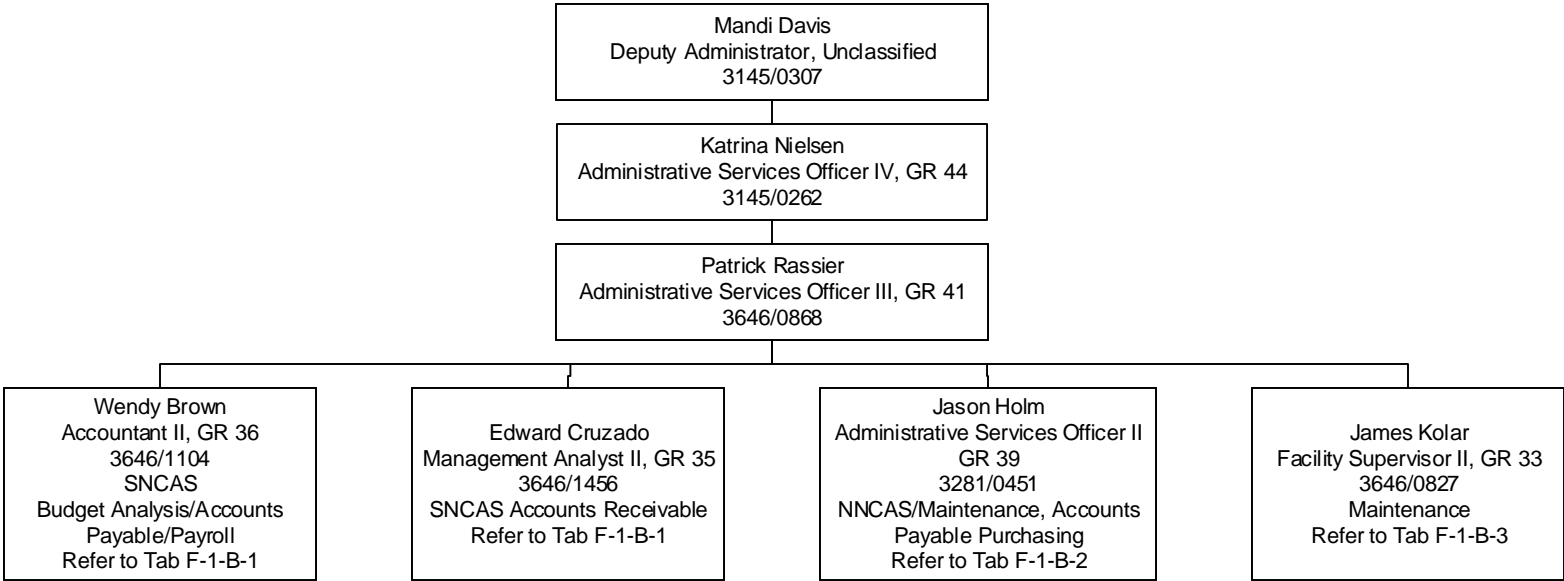 Mandi Davis
Deputy Administrator, Unclassified
3145/0307
Katrina Nielsen
Administrative Services Officer IV, GR 44
3145/0262
Patrick Rassier
Administrative Services Officer III, GR 41
3646/0868
Wendy Brown
Accountant II, GR 36
3646/1104
SNCAS
Budget Analysis/Accounts
Payable/Payroll
Refer to Tab F-1-B-1
Edward Cruzado
Management Analyst II, GR 35
3646/1456
SNCAS Accounts Receivable
Refer to Tab F-1-B-1
Jason Holm
Administrative Services Officer II
GR 39
3281/0451
NNCAS/Maintenance, Accounts
Payable Purchasing
Refer to Tab F-1-B-2
James Kolar
Facility Supervisor II, GR 33
3646/0827
Maintenance
Refer to Tab F-1-B-3